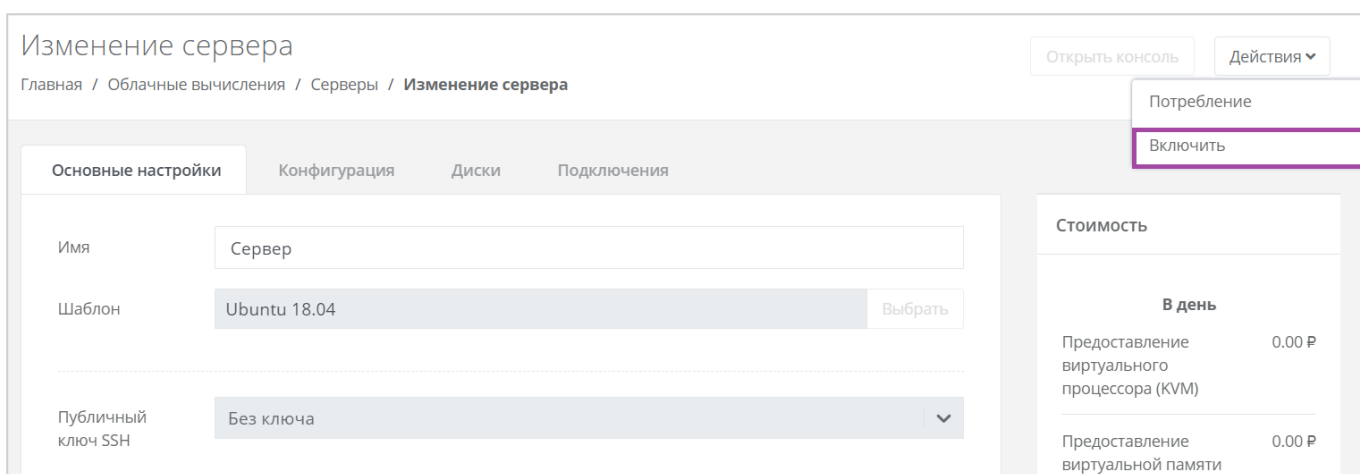 Изменение сервера
Открыть консоль
Действия
Главная / Облачные вычисления / Серверы / Изменение сервера
Потребление
Включить
Основные настройки
Конфигурация
Диски
Подключения
Стоимость
Имя
Сервер
Шаблон
Ubuntu 18.04
Выбрать
В день
Предоставление
виртуального
процессора (KVM)
0.00 ₽
Публичный
ключ SSH
Без ключа
Предоставление
виртуальной памяти
0.00 ₽